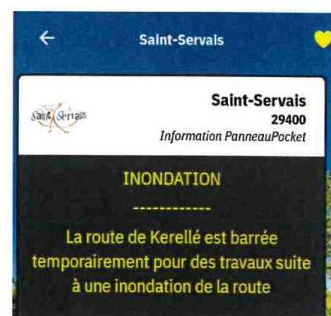 Saint-Servais
Saint Servais
Saint-Servais
29400
Information PanneauPocket
INONDATION
------------
La route de Kerellé est barrée
temporairement pour des travaux suite
à une inondation de la route